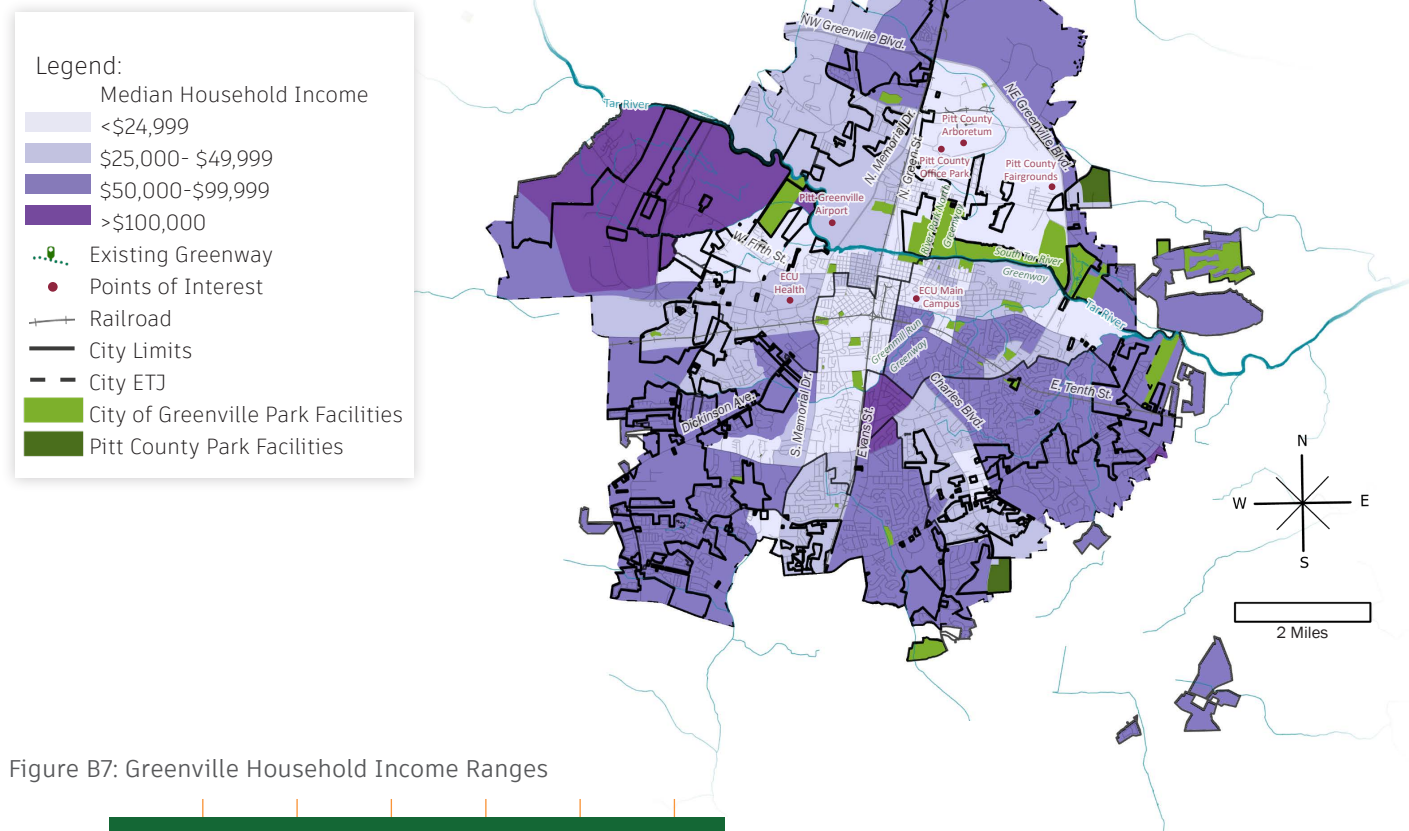 Legend:
Median Household Income
<$24,999
$25,000- $49,999
$50,000-$99,999
>$100,000
Existing Greenway
Points of Interest
Railroad
City Limits
City ETJ
City of Greenville Park Facilities
Pitt County Park Facilities
NW Greenville Blvd.
Tar River
NE Greenville Blvd.
N. Memorial Dr.
N. Green St.
Pitt County
Arboretum
Pitt County
Office Park
Pitt County
Fairgrounds
Pitt-Greenville
Airport
River Park North
Greenway
W. Fifth St.
South Tar River
Greenway
ECU
Health
ECU Main
Campus
Tar River
Greenmill Run
Greenway
Dickinson Ave.
S. Memorial Dr.
Evans St.
Charles Blvd.
E. Tenth St.
N
W
E
S
2 Miles
Figure B7: Greenville Household Income Ranges